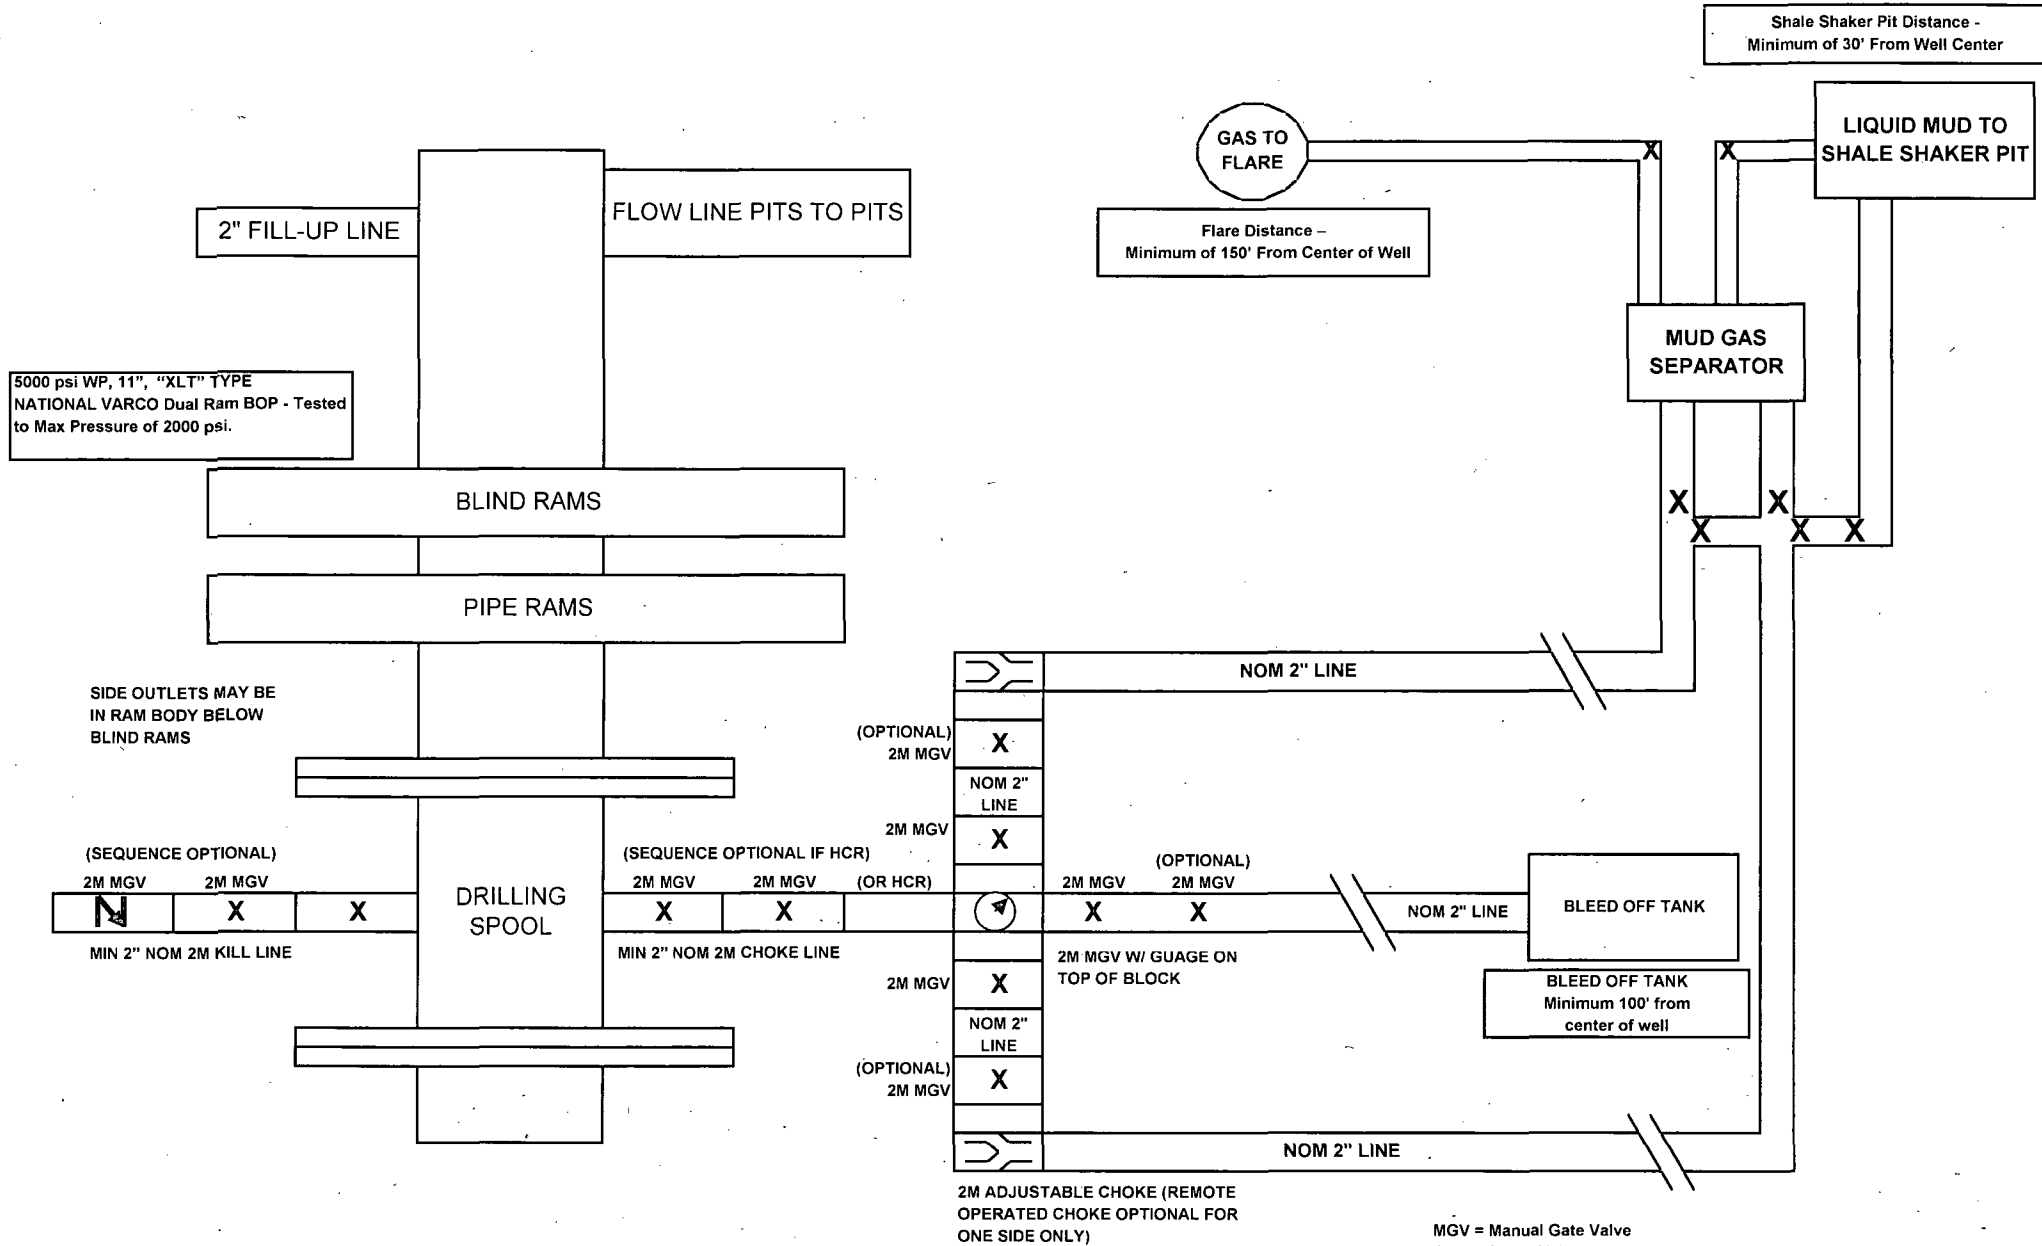 Shale Shaker Pit Distance -
Minimum of 30' From Well Center
LIQUID MUD TO
SHALE SHAKER PIT
GAS TO
FLARE
Flare Distance –
Minimum of 150' From Center of Well
FLOW LINE PITS TO PITS
2" FILL-UP LINE
MUD GAS
SEPARATOR
5000 psi WP, 11", "XLT" TYPE
NATIONAL VARCO Dual Ram BOP - Tested
to Max Pressure of 2000 psi.
BLIND RAMS
PIPE RAMS
SIDE OUTLETS MAY BE
IN RAM BODY BELOW
BLIND RAMS
NOM 2" LINE
(OPTIONAL)
2M MGV
NOM 2"
LINE
2M MGV
(SEQUENCE OPTIONAL)
2M MGV 2M MGV
MIN 2" NOM 2M KILL LINE
DRILLING
SPOOL
(SEQUENCE OPTIONAL IF HCR)
2M MGV 2M MGV (OR HCR)
MIN 2" NOM 2M CHOKE LINE
(OPTIONAL)
2M MGV 2M MGV
NOM 2" LINE
BLEED OFF TANK
2M MGV W/ GUAGE ON
TOP OF BLOCK
BLEED OFF TANK
Minimum 100' from
center of well
2M MGV
NOM 2"
LINE
(OPTIONAL)
2M MGV
NOM 2" LINE
2M ADJUSTABLE CHOKE (REMOTE
OPERATED CHOKE OPTIONAL FOR
ONE SIDE ONLY)
MGV = Manual Gate Valve